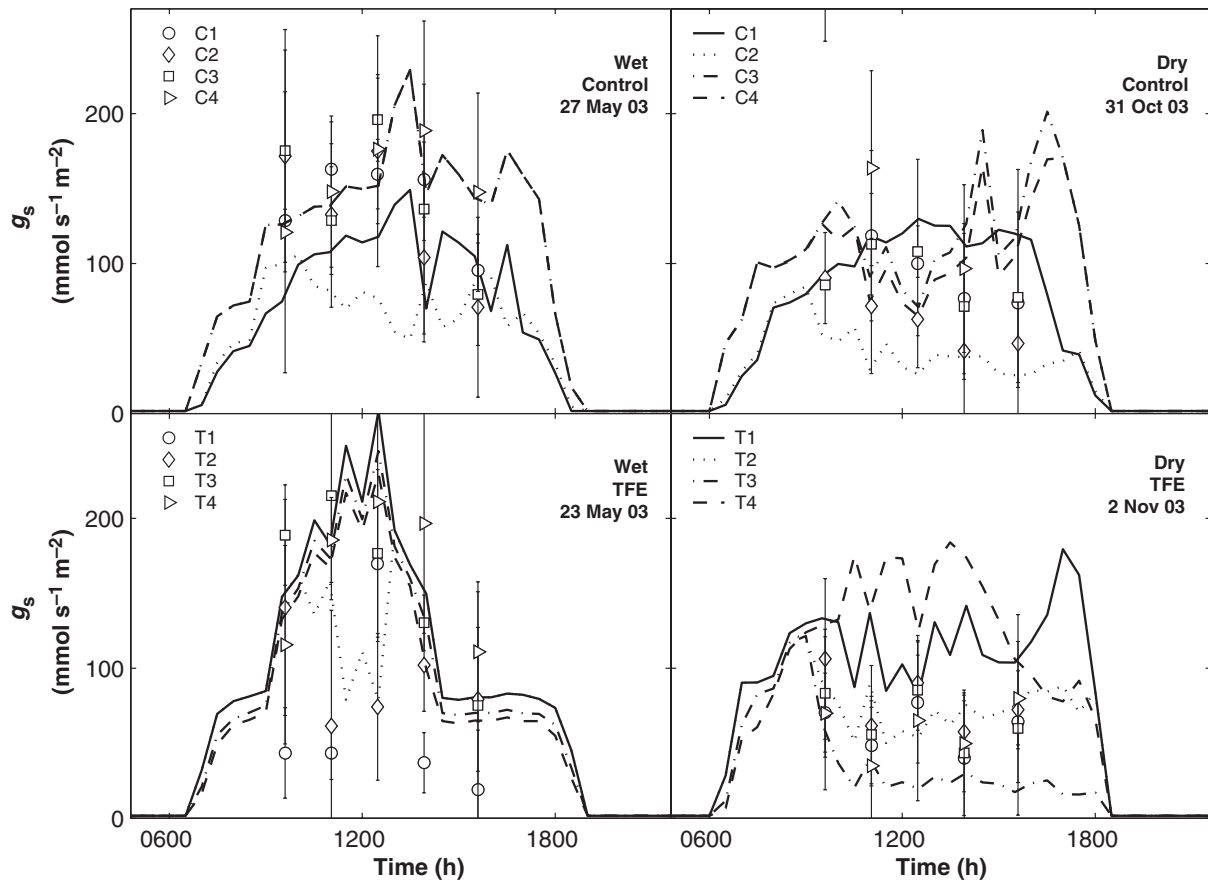 C1
C2
C3
C4
Wet
Control
27 May 03
C1
C2
C3
C4
Dry
Control
31 Oct 03
200
100
0
gs
(mmol s−1 m−2)
T1
T2
T3
T4
Wet
TFE
23 May 03
T1
T2
T3
T4
Dry
TFE
2 Nov 03
200
100
0
gs
(mmol s−1 m−2)
0600 1200 1800
0600 1200 1800
Time (h)
Time (h)